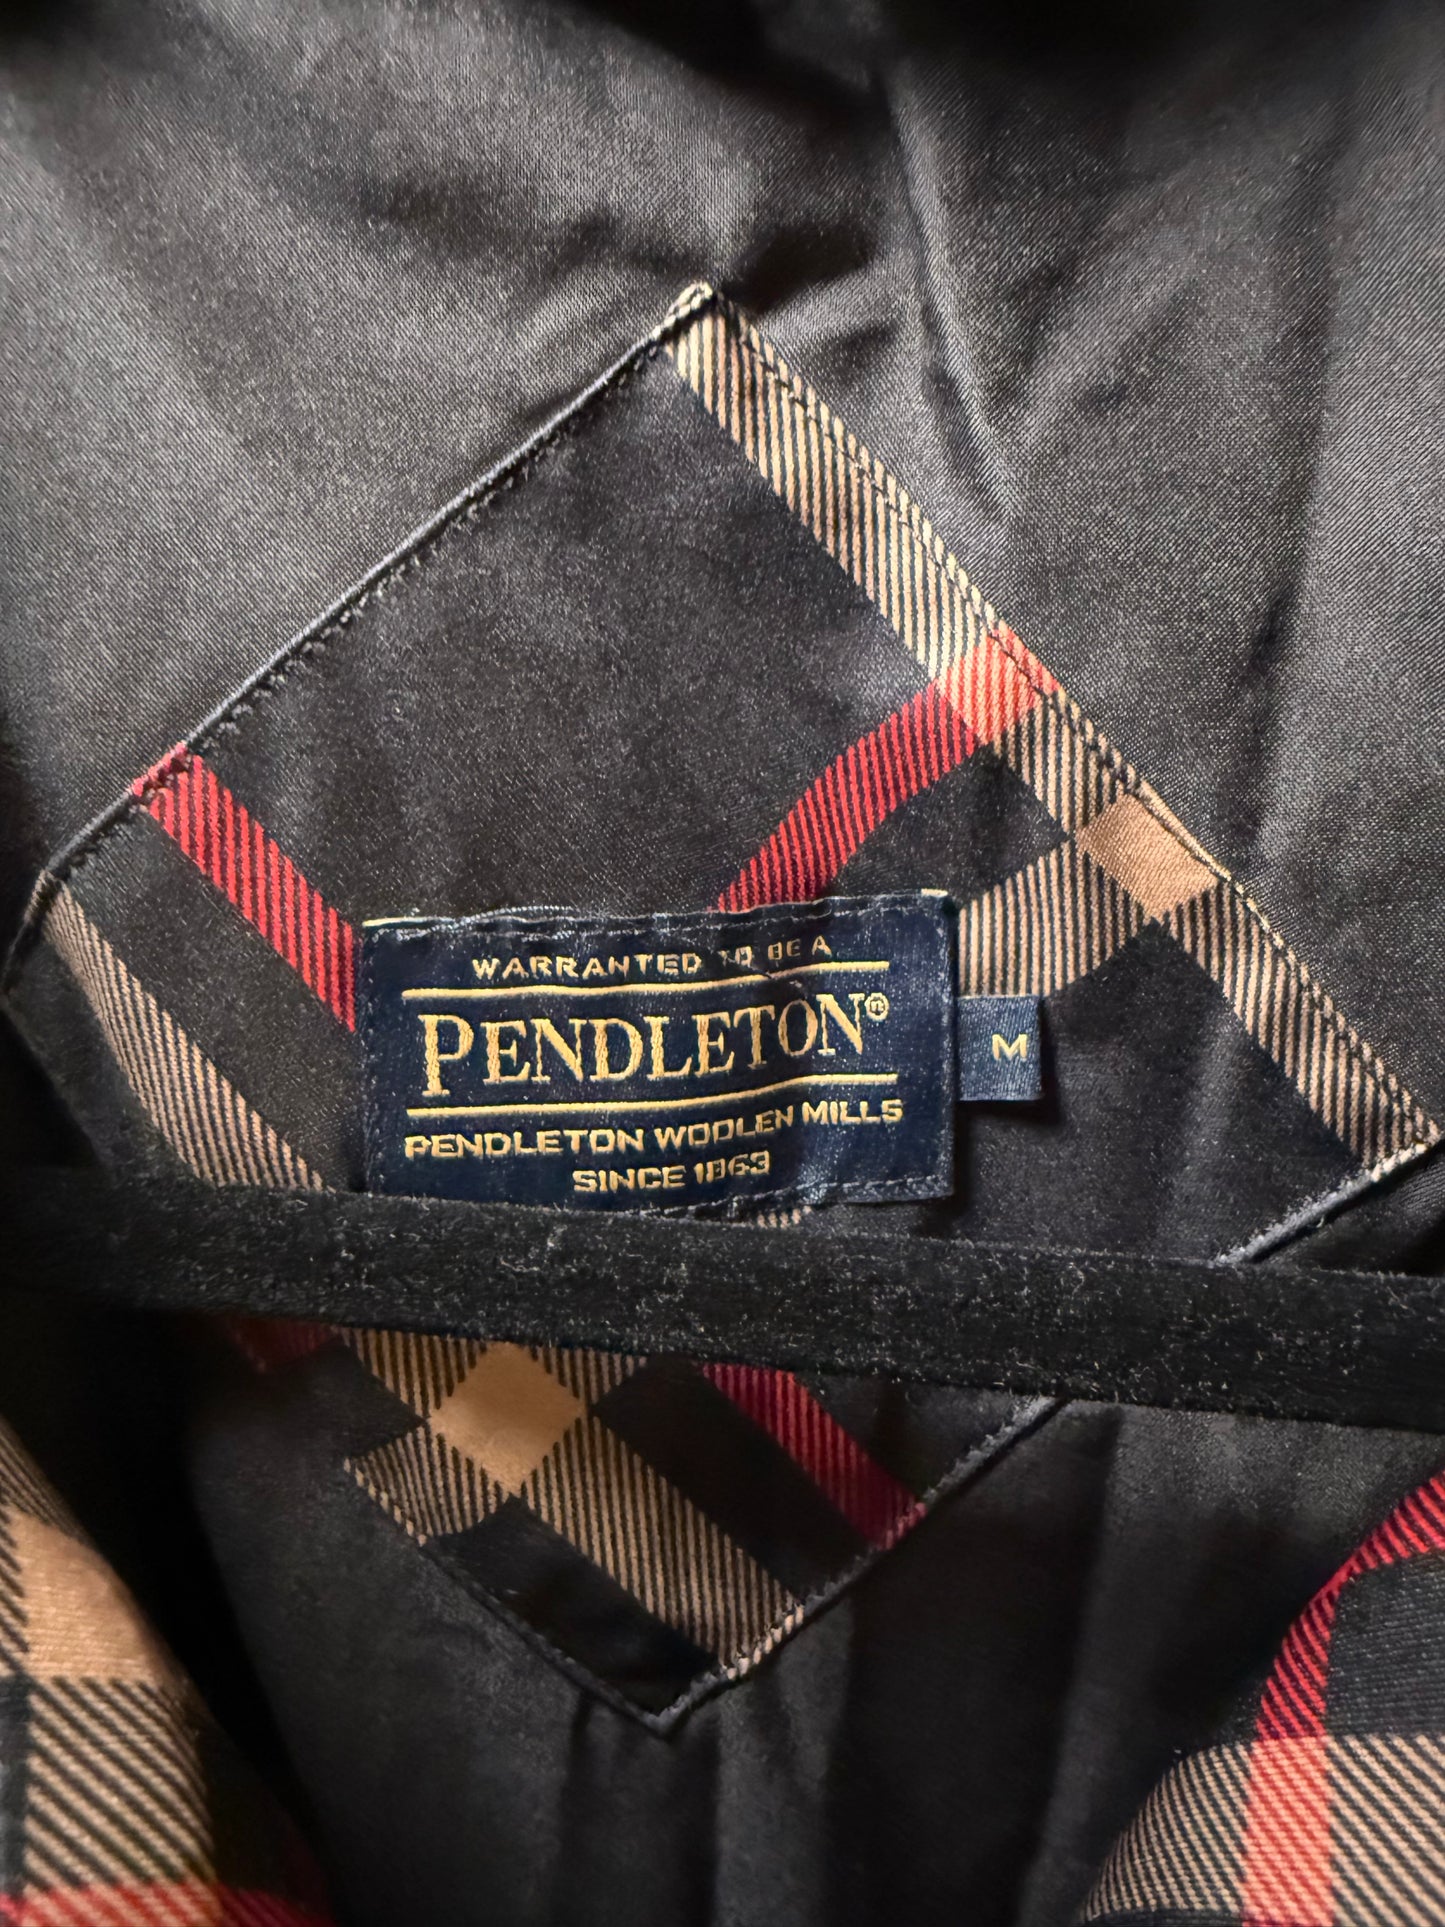 WARRANTED TO BE A
PENDLETON®
M
PENDLETON WOOLEN MILLS
SINCE 1863